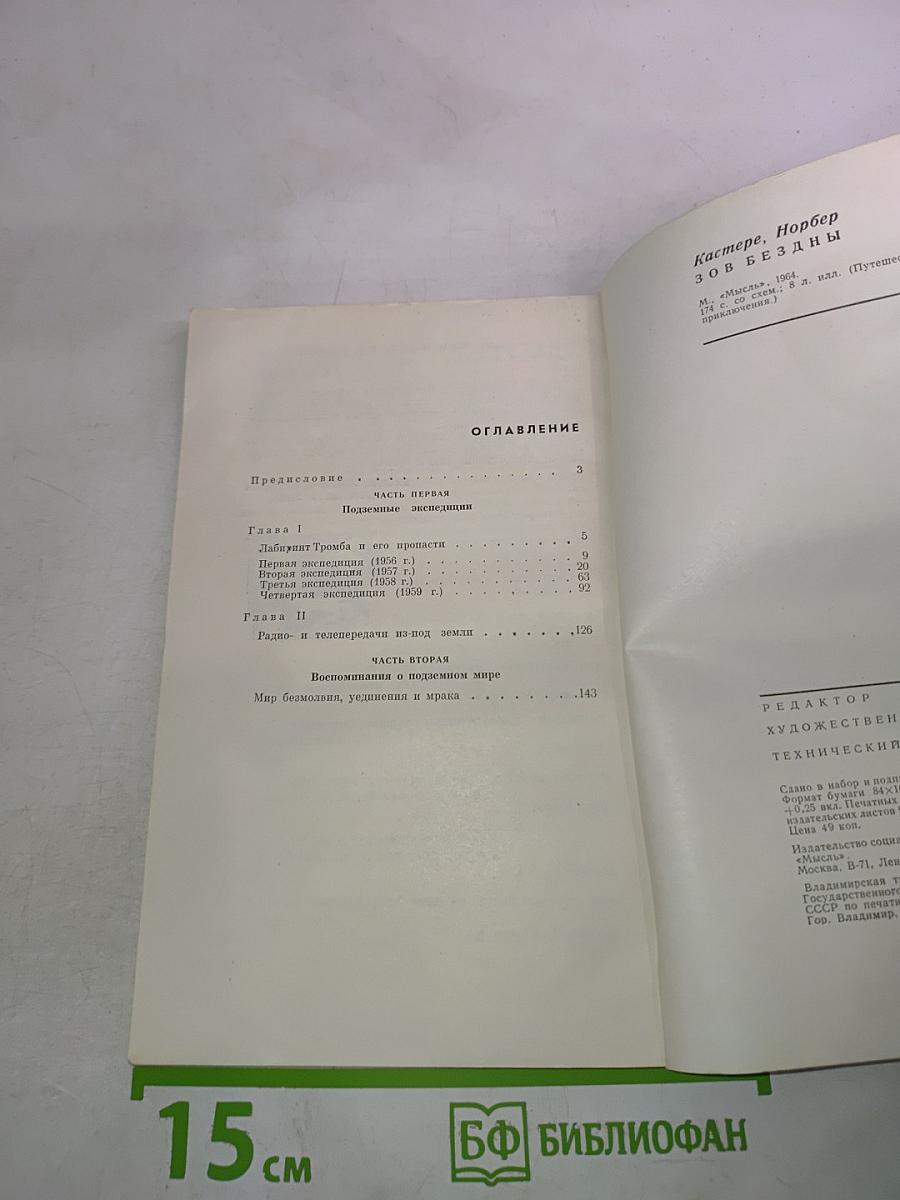 ОГЛАВЛЕНИЕ
Предисловие . . . . . . . . . . . . . . 3
ЧАСТЬ ПЕРВАЯ
Подземные экспедиции
Глава I
Лабиринт Тромба и его пропасти . . . . . . . . . 5
Первая экспедиция (1956 г.) . . . . . . . . . . . 9
Вторая экспедиция (1957 г.) . . . . . . . . . . . 20
Третья экспедиция (1958 г.) . . . . . . . . . . . 63
Четвертая экспедиция (1959 г.) . . . . . . . . . 92
Глава II
Радио- и телепередачи из-под земли . . . . . . . 126
ЧАСТЬ ВТОРАЯ
Воспоминания о подземном мире
Мир безмолвия, уединения и мрака . . . . . . . . 143
Кастере, Норбер
ЗОВ БЕЗДНЫ
М., «Мысль», 1964.
174 с. со схем.; 8 л. илл. (Путешес
приключения.)
РЕДАКТОР
ХУДОЖЕСТВЕН
ТЕХНИЧЕСКИЙ
Сдано в набор и подп
Формат бумаги 84×10
+0,25 вкл. Печатных
издательских листов
Цена 49 коп.
Издательство социа
«Мысль».
Москва, В-71, Лен
Владимирская т
Государственного
СССР по печати
Гор. Владимир,
15 см
БФ БИБЛИОФАН